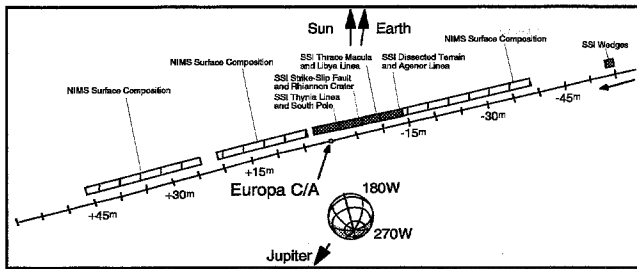 Sun
Earth
NIMS Surface Composition
NIMS Surface Composition
SSI Thrace Macula
and Libya Linea
SSI Strike-Slip Fault
and Rhiannon Crater
SSI Thynia Linea
and South Pole
SSI Dissected Terrain
and Agenor Linea
NIMS Surface Composition
SSI Wedges
-45m
-30m
-15m
+15m
+30m
+45m
Europa C/A
180W
270W
Jupiter